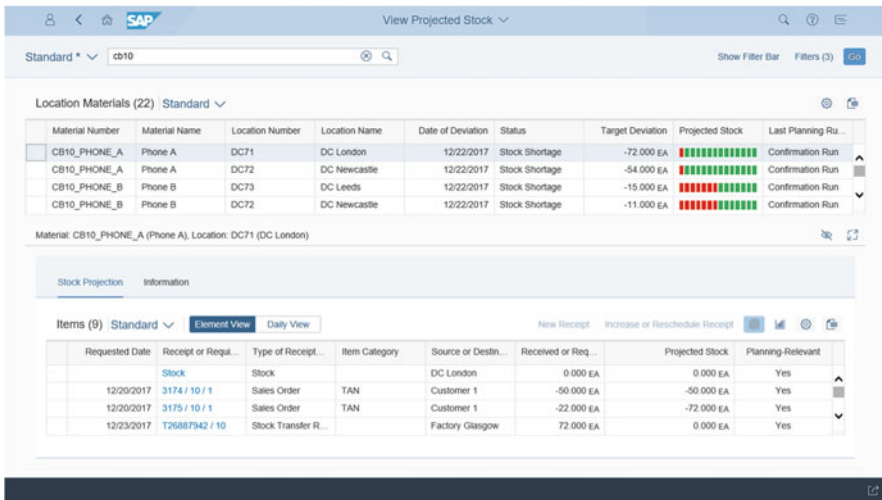 SAP View Projected Stock
Standard * cb10 Show Filter Bar Filters (3) Go
Location Materials (22) Standard
Material Number Material Name Location Number Location Name Date of Deviation Status Target Deviation Projected Stock Last Planning Ru...
CB10_PHONE_A Phone A DC71 DC London 12/22/2017 Stock Shortage -72.000 EA Confirmation Run
CB10_PHONE_A Phone A DC72 DC Newcastle 12/22/2017 Stock Shortage -54.000 EA Confirmation Run
CB10_PHONE_B Phone B DC73 DC Leeds 12/22/2017 Stock Shortage -15.000 EA Confirmation Run
CB10_PHONE_B Phone B DC72 DC Newcastle 12/22/2017 Stock Shortage -11.000 EA Confirmation Run
Material: CB10_PHONE_A (Phone A), Location: DC71 (DC London)
Stock Projection Information
Items (9) Standard Element View Daily View New Receipt Increase or Reschedule Receipt
Requested Date Receipt or Requi... Type of Receipt... Item Category Source or Destin... Received or Req... Projected Stock Planning-Relevant
Stock Stock DC London 0.000 EA 0.000 EA Yes
12/20/2017 3174 / 10 / 1 Sales Order TAN Customer 1 -50.000 EA -50.000 EA Yes
12/20/2017 3175 / 10 / 1 Sales Order TAN Customer 1 -22.000 EA -72.000 EA Yes
12/23/2017 T26887942 / 10 Stock Transfer R... Factory Glasgow 72.000 EA 0.000 EA Yes